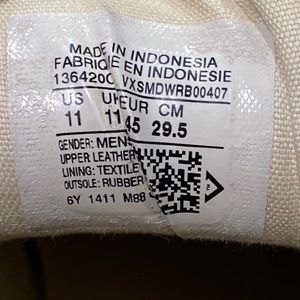 MADE IN INDONESIA
FABRIQUE EN INDONESIE
136420C VXSMDWRB00407
US UK EUR CM
11 11 45 29.5
GENDER: MENS
UPPER LEATHER
LINING: TEXTILE
OUTSOLE: RUBBER
6Y 1411 M88